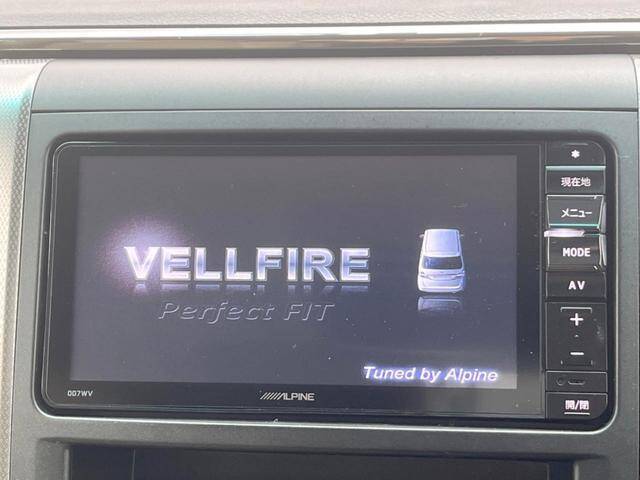 VELLFIRE
Perfect FIT
Tuned by Alpine
007WV
ALPINE
✱
現在地
メニュー
MODE
AV
+
−
開/閉